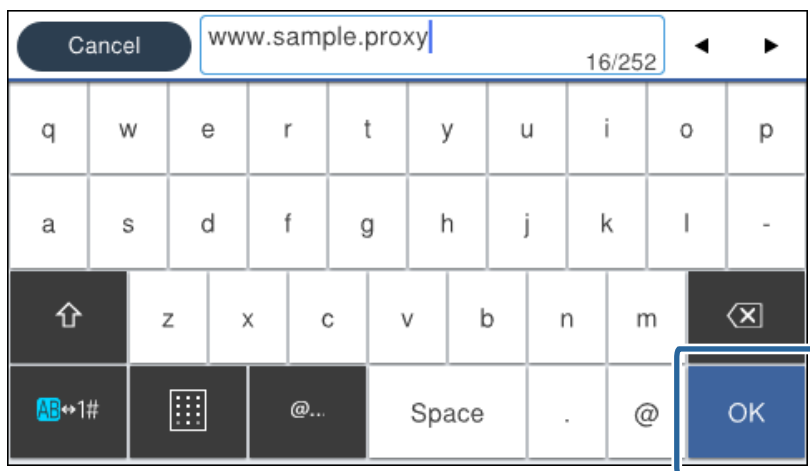 Cancel www.sample.proxy
16/252
q w e r t y u i o p
a s d f g h j k l -
z x c v b n m
AB↔1# @... Space . @ OK